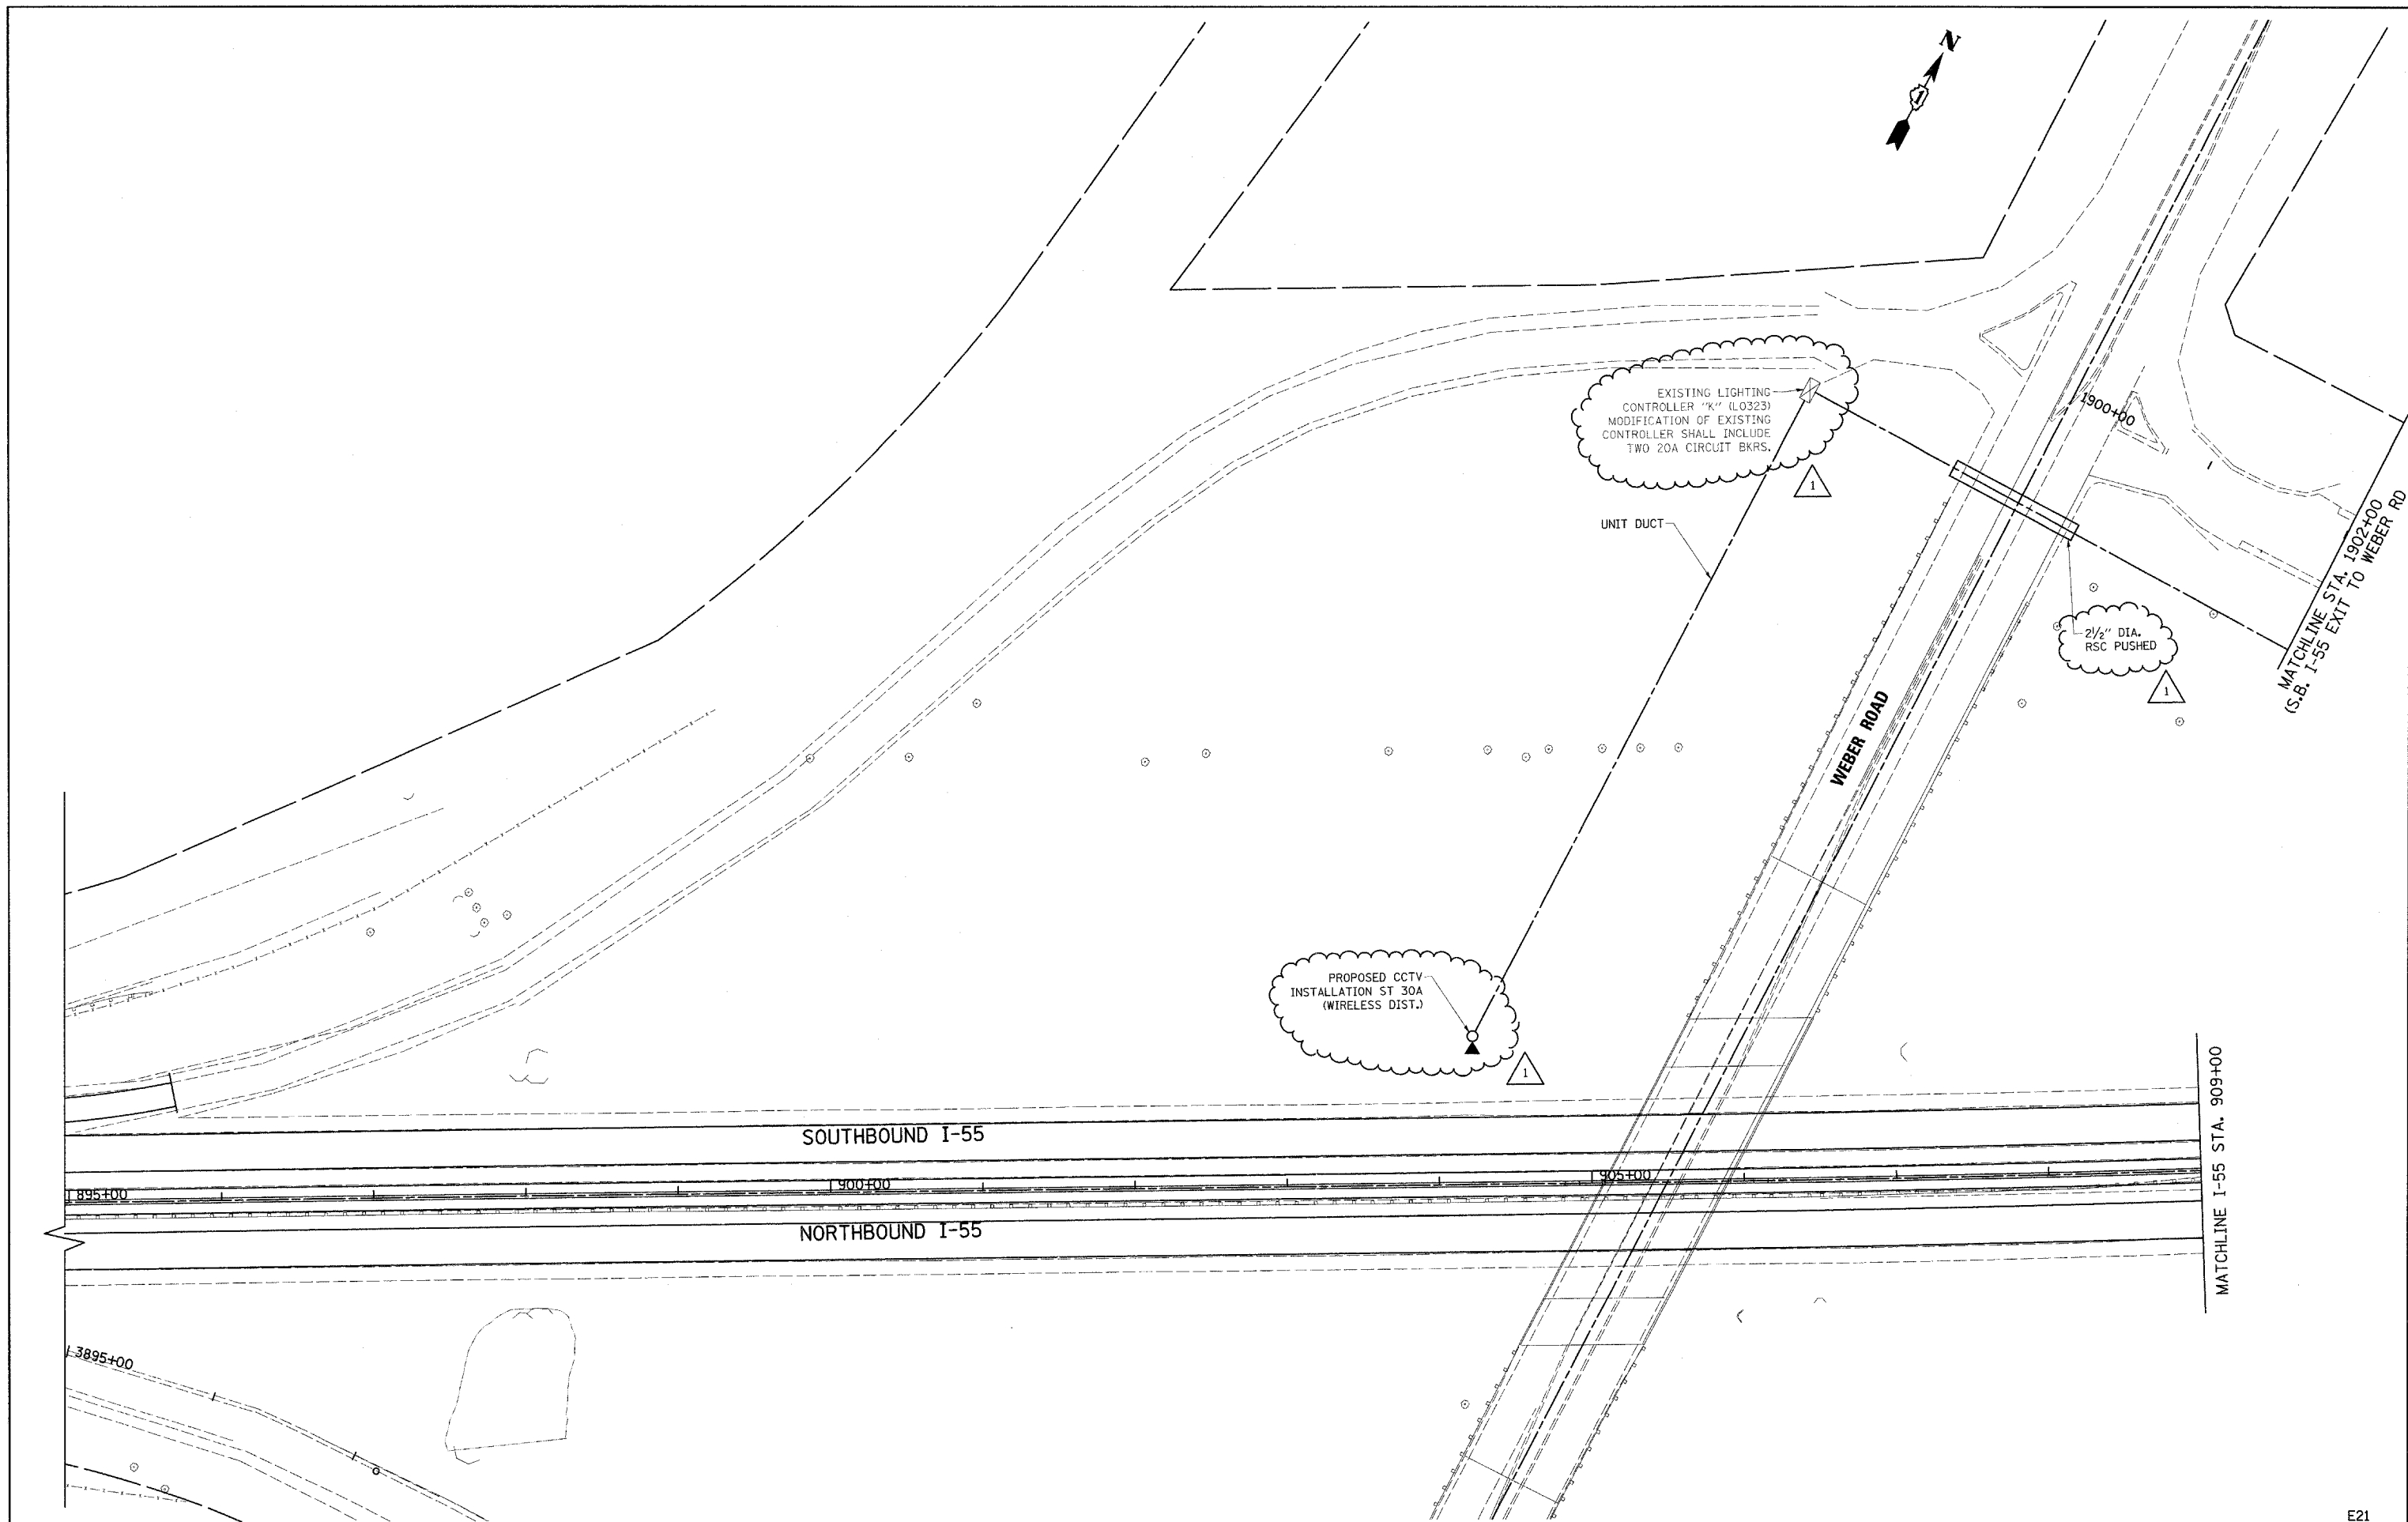 N
EXISTING LIGHTING
CONTROLLER "K" (L0323)
MODIFICATION OF EXISTING
CONTROLLER SHALL INCLUDE
TWO 20A CIRCUIT BKRS.
1
1900+00
UNIT DUCT
MATCHLINE STA. 1902+00
(S.B. I-55 EXIT TO WEBER RD
2½" DIA.
RSC PUSHED
1
WEBER ROAD
PROPOSED CCTV
INSTALLATION ST 30A
(WIRELESS DIST.)
1
SOUTHBOUND I-55
895+00
900+00
905+00
NORTHBOUND I-55
MATCHLINE I-55 STA. 909+00
3895+00
E21